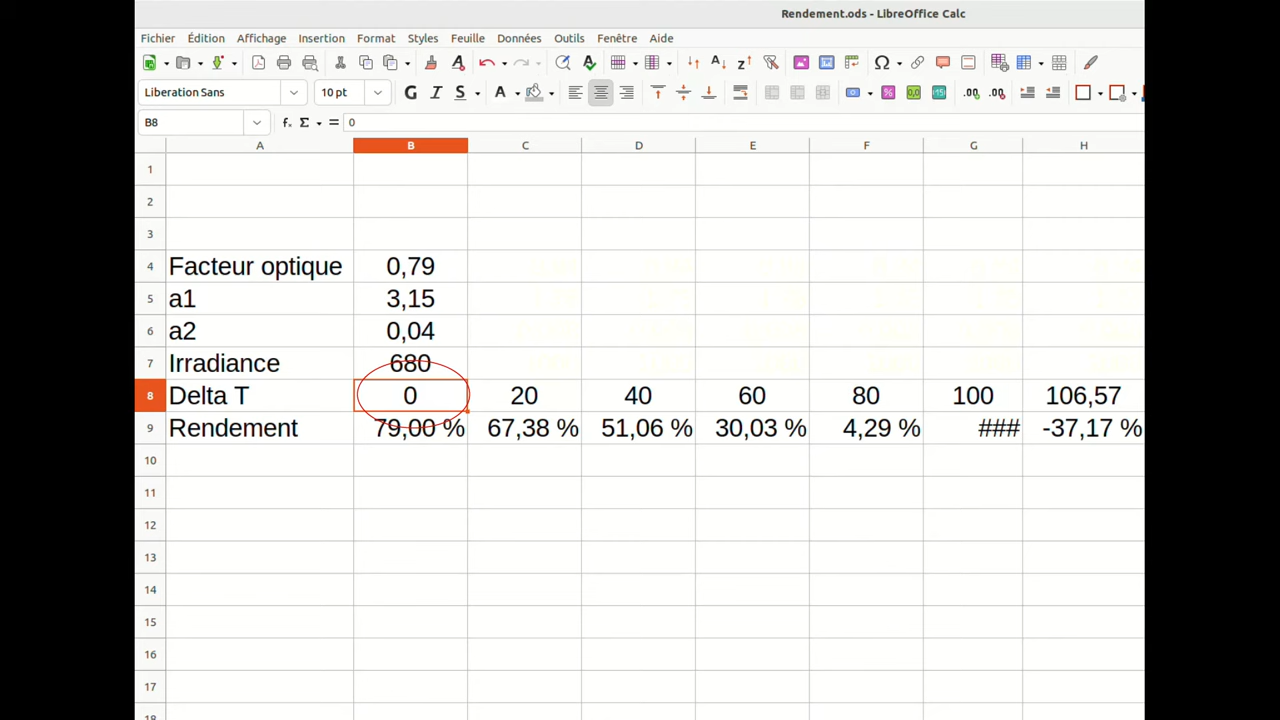 Rendement.ods - LibreOffice Calc
Fichier Édition Affichage Insertion Format Styles Feuille Données Outils Fenêtre Aide
Liberation Sans 10 pt G I S A
B8 fx Σ = 0
A B C D E F G H
1
2
3
4 Facteur optique 0,79
5 a1 3,15
6 a2 0,04
7 Irradiance 680
8 Delta T 0 20 40 60 80 100 106,57
9 Rendement 79,00 % 67,38 % 51,06 % 30,03 % 4,29 % ### -37,17 %
10
11
12
13
14
15
16
17
18